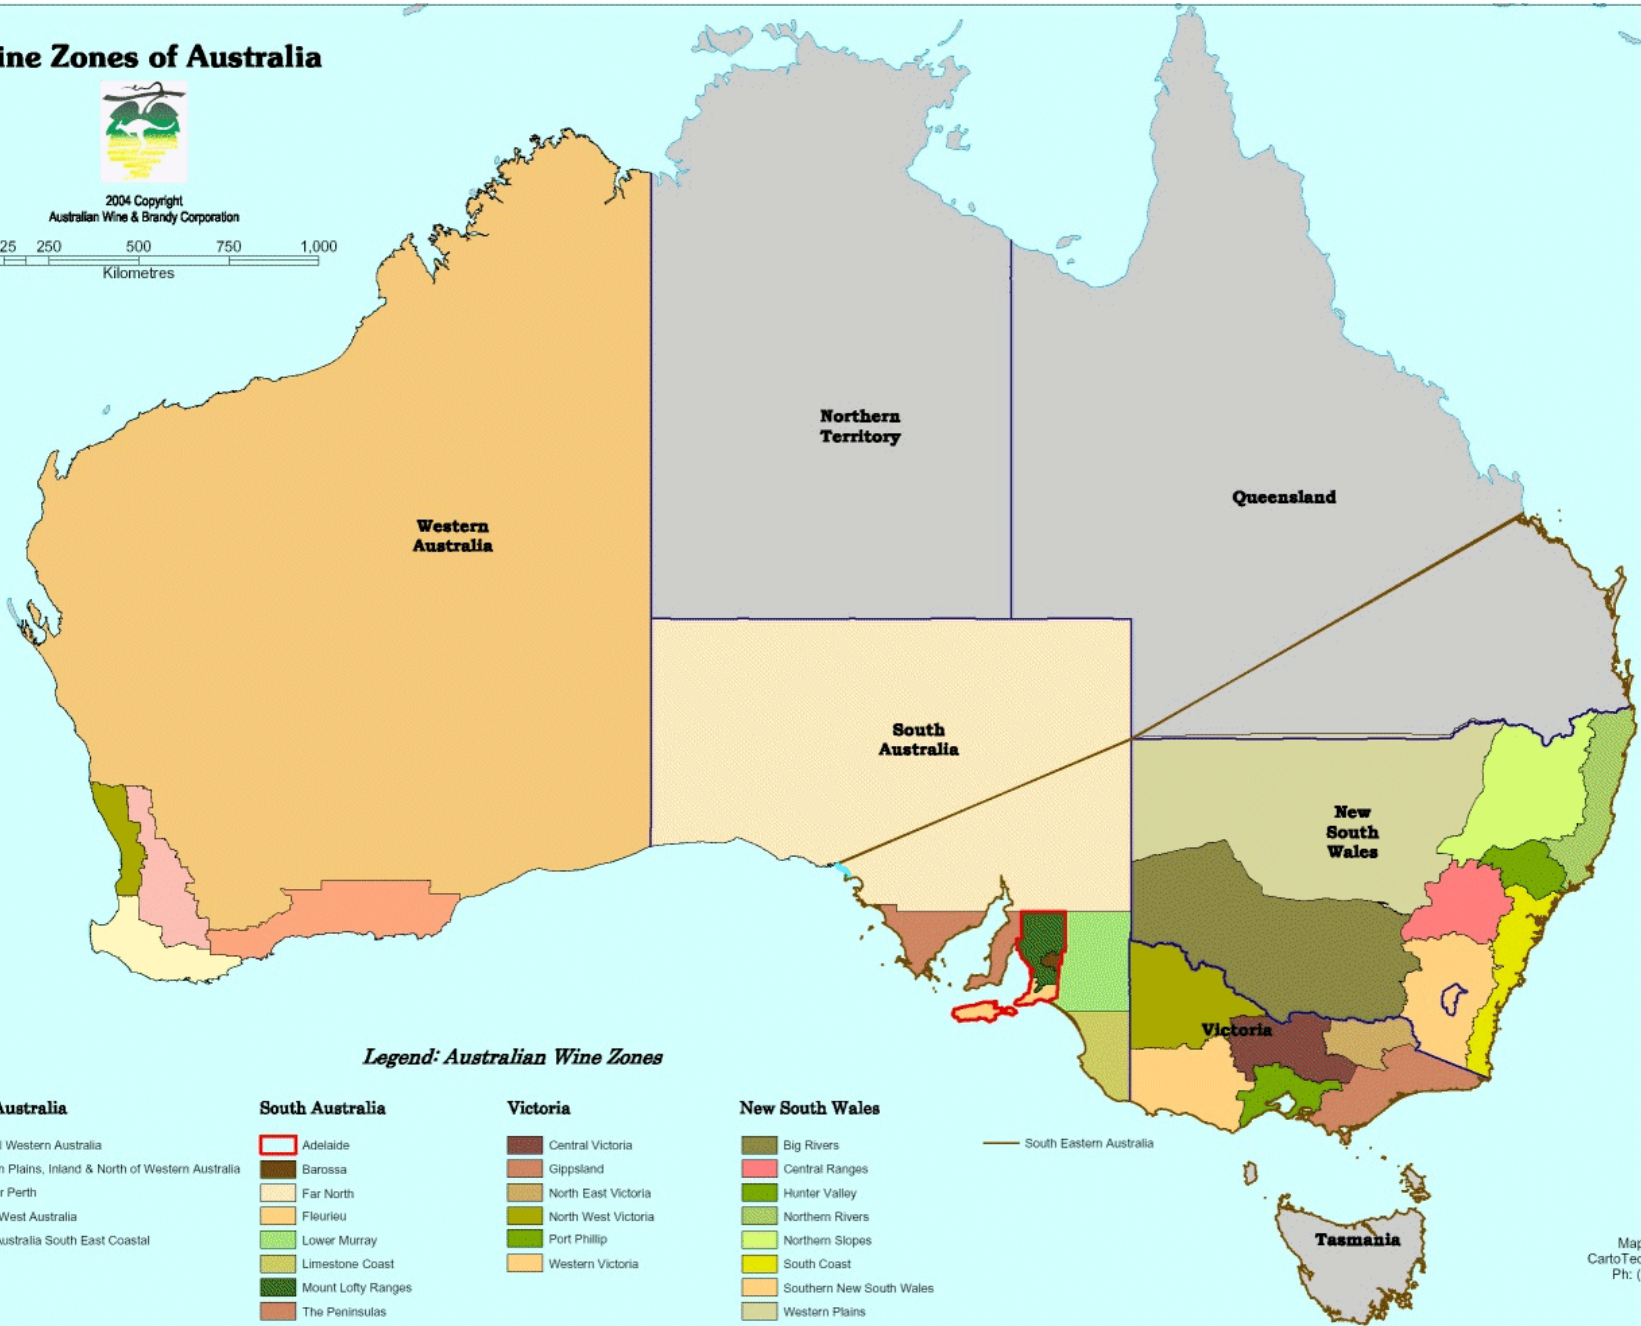 ine Zones of Australia
2004 Copyright
Australian Wine & Brandy Corporation
25 250 500 750 1,000
Kilometres
Northern
Territory
Queensland
Western
Australia
South
Australia
New
South
Wales
Victoria
Tasmania
Legend: Australian Wine Zones
Australia
l Western Australia
n Plains, Inland & North of Western Australia
r Perth
West Australia
Australia South East Coastal
South Australia
Adelaide
Barossa
Far North
Fleurieu
Lower Murray
Limestone Coast
Mount Lofty Ranges
The Peninsulas
Victoria
Central Victoria
Gippsland
North East Victoria
North West Victoria
Port Phillip
Western Victoria
New South Wales
Big Rivers
Central Ranges
Hunter Valley
Northern Rivers
Northern Slopes
South Coast
Southern New South Wales
Western Plains
South Eastern Australia
Map
CartoTec
Ph: (